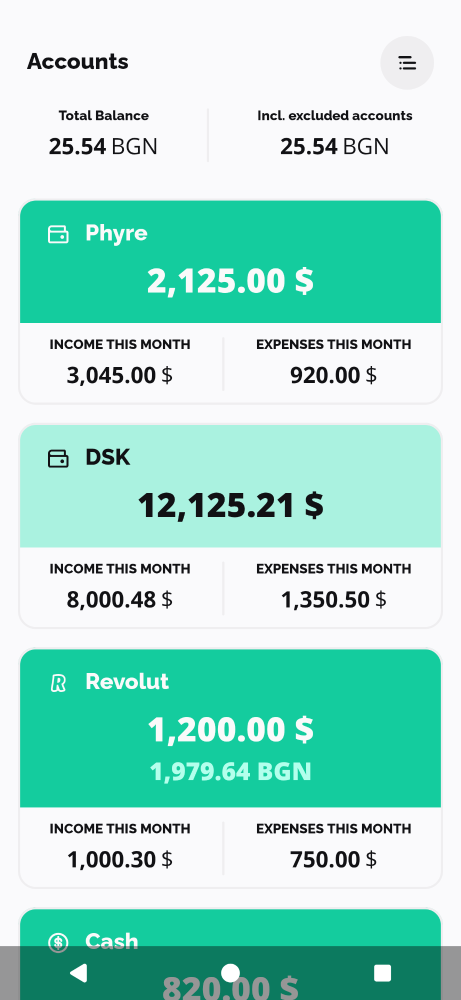 Accounts
Total Balance
25.54 BGN
Incl. excluded accounts
25.54 BGN
Phyre
2,125.00 $
INCOME THIS MONTH
3,045.00 $
EXPENSES THIS MONTH
920.00 $
DSK
12,125.21 $
INCOME THIS MONTH
8,000.48 $
EXPENSES THIS MONTH
1,350.50 $
Revolut
1,200.00 $
1,979.64 BGN
INCOME THIS MONTH
1,000.30 $
EXPENSES THIS MONTH
750.00 $
Cash
820.00 $